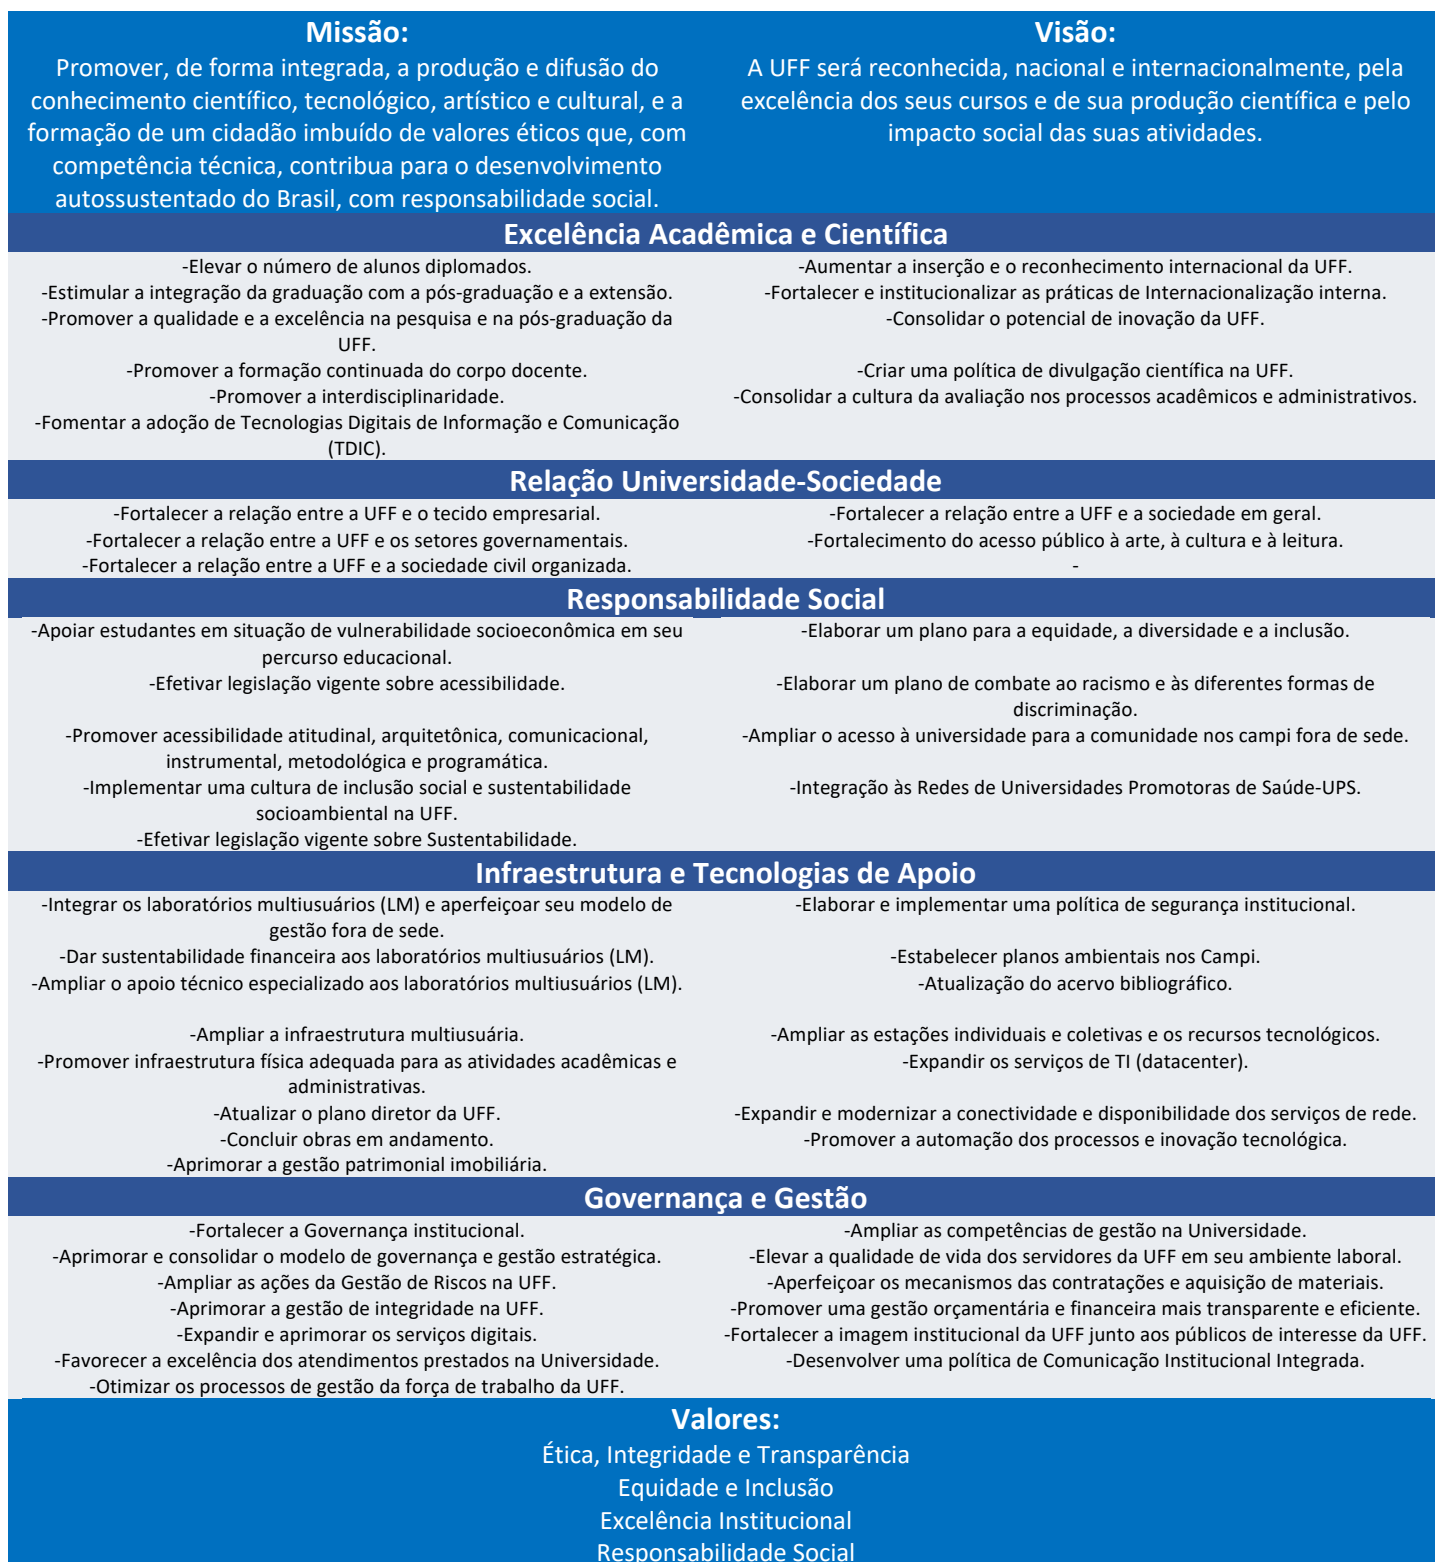 Missão:
Promover, de forma integrada, a produção e difusão do
conhecimento científico, tecnológico, artístico e cultural, e a
formação de um cidadão imbuído de valores éticos que, com
competência técnica, contribua para o desenvolvimento
autossustentado do Brasil, com responsabilidade social.
Visão:
A UFF será reconhecida, nacional e internacionalmente, pela
excelência dos seus cursos e de sua produção científica e pelo
impacto social das suas atividades.
Excelência Acadêmica e Científica
-Elevar o número de alunos diplomados.
-Estimular a integração da graduação com a pós-graduação e a extensão.
-Promover a qualidade e a excelência na pesquisa e na pós-graduação da
UFF.
-Promover a formação continuada do corpo docente.
-Promover a interdisciplinaridade.
-Fomentar a adoção de Tecnologias Digitais de Informação e Comunicação
(TDIC).
-Aumentar a inserção e o reconhecimento internacional da UFF.
-Fortalecer e institucionalizar as práticas de Internacionalização interna.
-Consolidar o potencial de inovação da UFF.
-Criar uma política de divulgação científica na UFF.
-Consolidar a cultura da avaliação nos processos acadêmicos e administrativos.
Relação Universidade-Sociedade
-Fortalecer a relação entre a UFF e o tecido empresarial.
-Fortalecer a relação entre a UFF e os setores governamentais.
-Fortalecer a relação entre a UFF e a sociedade civil organizada.
-Fortalecer a relação entre a UFF e a sociedade em geral.
-Fortalecimento do acesso público à arte, à cultura e à leitura.
-
Responsabilidade Social
-Apoiar estudantes em situação de vulnerabilidade socioeconômica em seu
percurso educacional.
-Efetivar legislação vigente sobre acessibilidade.
-Promover acessibilidade atitudinal, arquitetônica, comunicacional,
instrumental, metodológica e programática.
-Implementar uma cultura de inclusão social e sustentabilidade
socioambiental na UFF.
-Efetivar legislação vigente sobre Sustentabilidade.
-Elaborar um plano para a equidade, a diversidade e a inclusão.
-Elaborar um plano de combate ao racismo e às diferentes formas de
discriminação.
-Ampliar o acesso à universidade para a comunidade nos campi fora de sede.
-Integração às Redes de Universidades Promotoras de Saúde-UPS.
Infraestrutura e Tecnologias de Apoio
-Integrar os laboratórios multiusuários (LM) e aperfeiçoar seu modelo de
gestão fora de sede.
-Dar sustentabilidade financeira aos laboratórios multiusuários (LM).
-Ampliar o apoio técnico especializado aos laboratórios multiusuários (LM).
-Ampliar a infraestrutura multiusuária.
-Promover infraestrutura física adequada para as atividades acadêmicas e
administrativas.
-Atualizar o plano diretor da UFF.
-Concluir obras em andamento.
-Aprimorar a gestão patrimonial imobiliária.
-Elaborar e implementar uma política de segurança institucional.
-Estabelecer planos ambientais nos Campi.
-Atualização do acervo bibliográfico.
-Ampliar as estações individuais e coletivas e os recursos tecnológicos.
-Expandir os serviços de TI (datacenter).
-Expandir e modernizar a conectividade e disponibilidade dos serviços de rede.
-Promover a automação dos processos e inovação tecnológica.
Governança e Gestão
-Fortalecer a Governança institucional.
-Aprimorar e consolidar o modelo de governança e gestão estratégica.
-Ampliar as ações da Gestão de Riscos na UFF.
-Aprimorar a gestão de integridade na UFF.
-Expandir e aprimorar os serviços digitais.
-Favorecer a excelência dos atendimentos prestados na Universidade.
-Otimizar os processos de gestão da força de trabalho da UFF.
-Ampliar as competências de gestão na Universidade.
-Elevar a qualidade de vida dos servidores da UFF em seu ambiente laboral.
-Aperfeiçoar os mecanismos das contratações e aquisição de materiais.
-Promover uma gestão orçamentária e financeira mais transparente e eficiente.
-Fortalecer a imagem institucional da UFF junto aos públicos de interesse da UFF.
-Desenvolver uma política de Comunicação Institucional Integrada.
Valores:
Ética, Integridade e Transparência
Equidade e Inclusão
Excelência Institucional
Responsabilidade Social